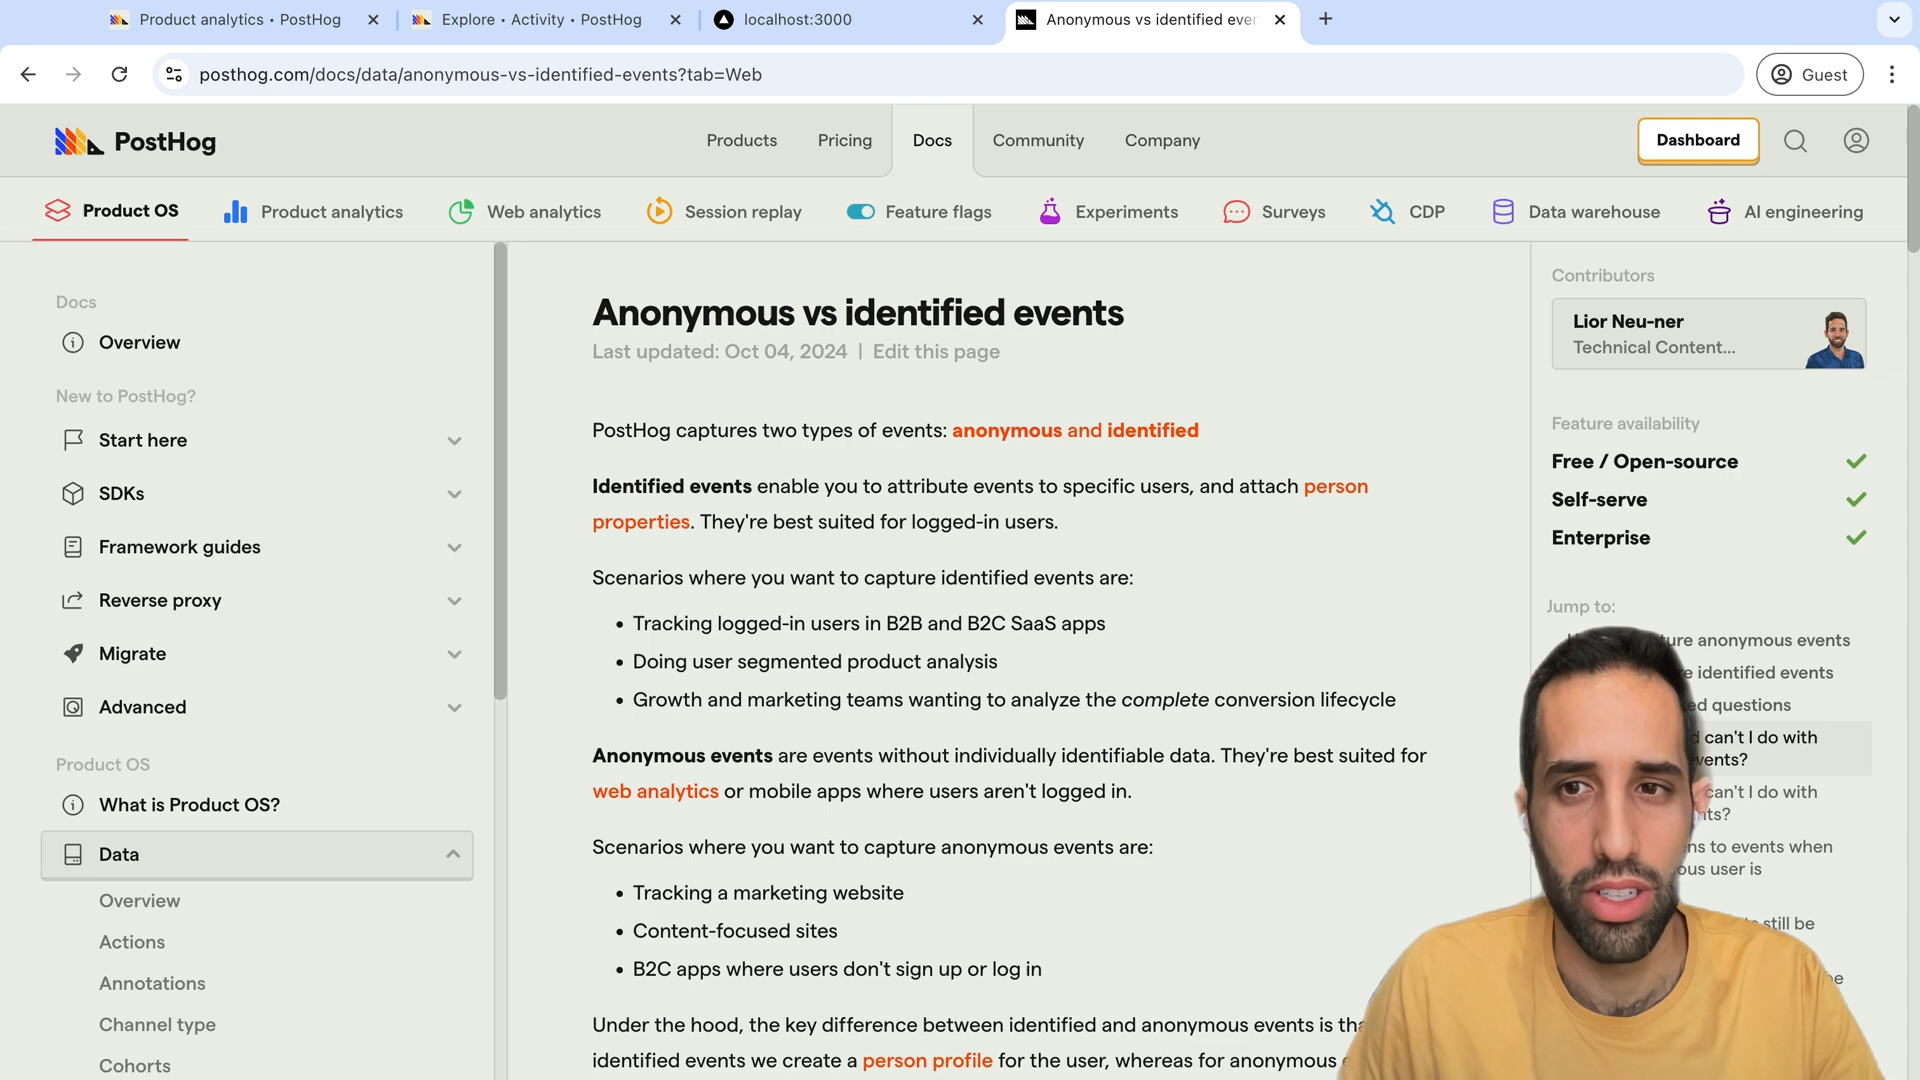 Product analytics • PostHog
Explore • Activity • PostHog
localhost:3000
Anonymous vs identified even
posthog.com/docs/data/anonymous-vs-identified-events?tab=Web
Guest
PostHog
Products
Pricing
Docs
Community
Company
Dashboard
Product OS
Product analytics
Web analytics
Session replay
Feature flags
Experiments
Surveys
CDP
Data warehouse
AI engineering
Docs
Overview
New to PostHog?
Start here
SDKs
Framework guides
Reverse proxy
Migrate
Advanced
Product OS
What is Product OS?
Data
Overview
Actions
Annotations
Channel type
Cohorts
Anonymous vs identified events
Last updated: Oct 04, 2024 | Edit this page
PostHog captures two types of events: anonymous and identified
Identified events enable you to attribute events to specific users, and attach person
properties. They're best suited for logged-in users.
Scenarios where you want to capture identified events are:
• Tracking logged-in users in B2B and B2C SaaS apps
• Doing user segmented product analysis
• Growth and marketing teams wanting to analyze the complete conversion lifecycle
Anonymous events are events without individually identifiable data. They're best suited for
web analytics or mobile apps where users aren't logged in.
Scenarios where you want to capture anonymous events are:
• Tracking a marketing website
• Content-focused sites
• B2C apps where users don't sign up or log in
Under the hood, the key difference between identified and anonymous events is
identified events we create a person profile for the user, whereas for anonymous
Contributors
Lior Neu-ner
Technical Content...
Feature availability
Free / Open-source
Self-serve
Enterprise
Jump to:
anonymous events
identified events
questions
can't I do with
events?
can't I do with
to events when
user is
still be